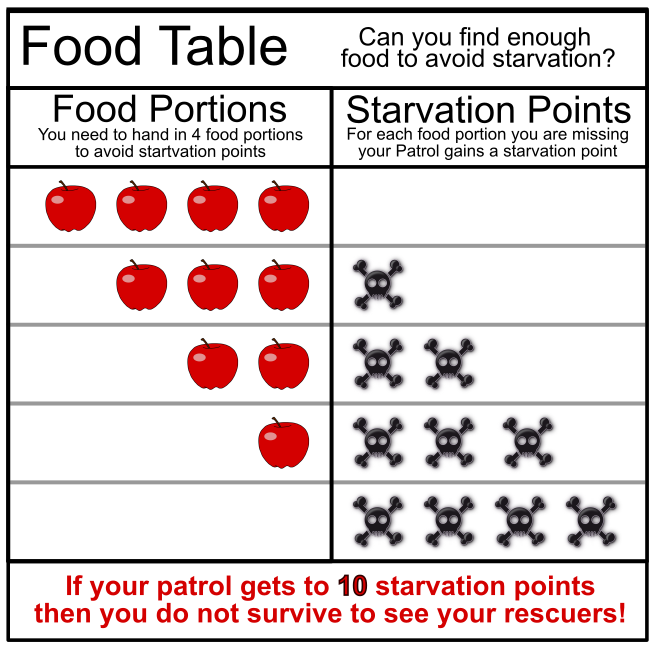 Food Table
Can you find enough
food to avoid starvation?
Food Portions
You need to hand in 4 food portions
to avoid startvation points
Starvation Points
For each food portion you are missing
your Patrol gains a starvation point
If your patrol gets to 10 starvation points
then you do not survive to see your rescuers!